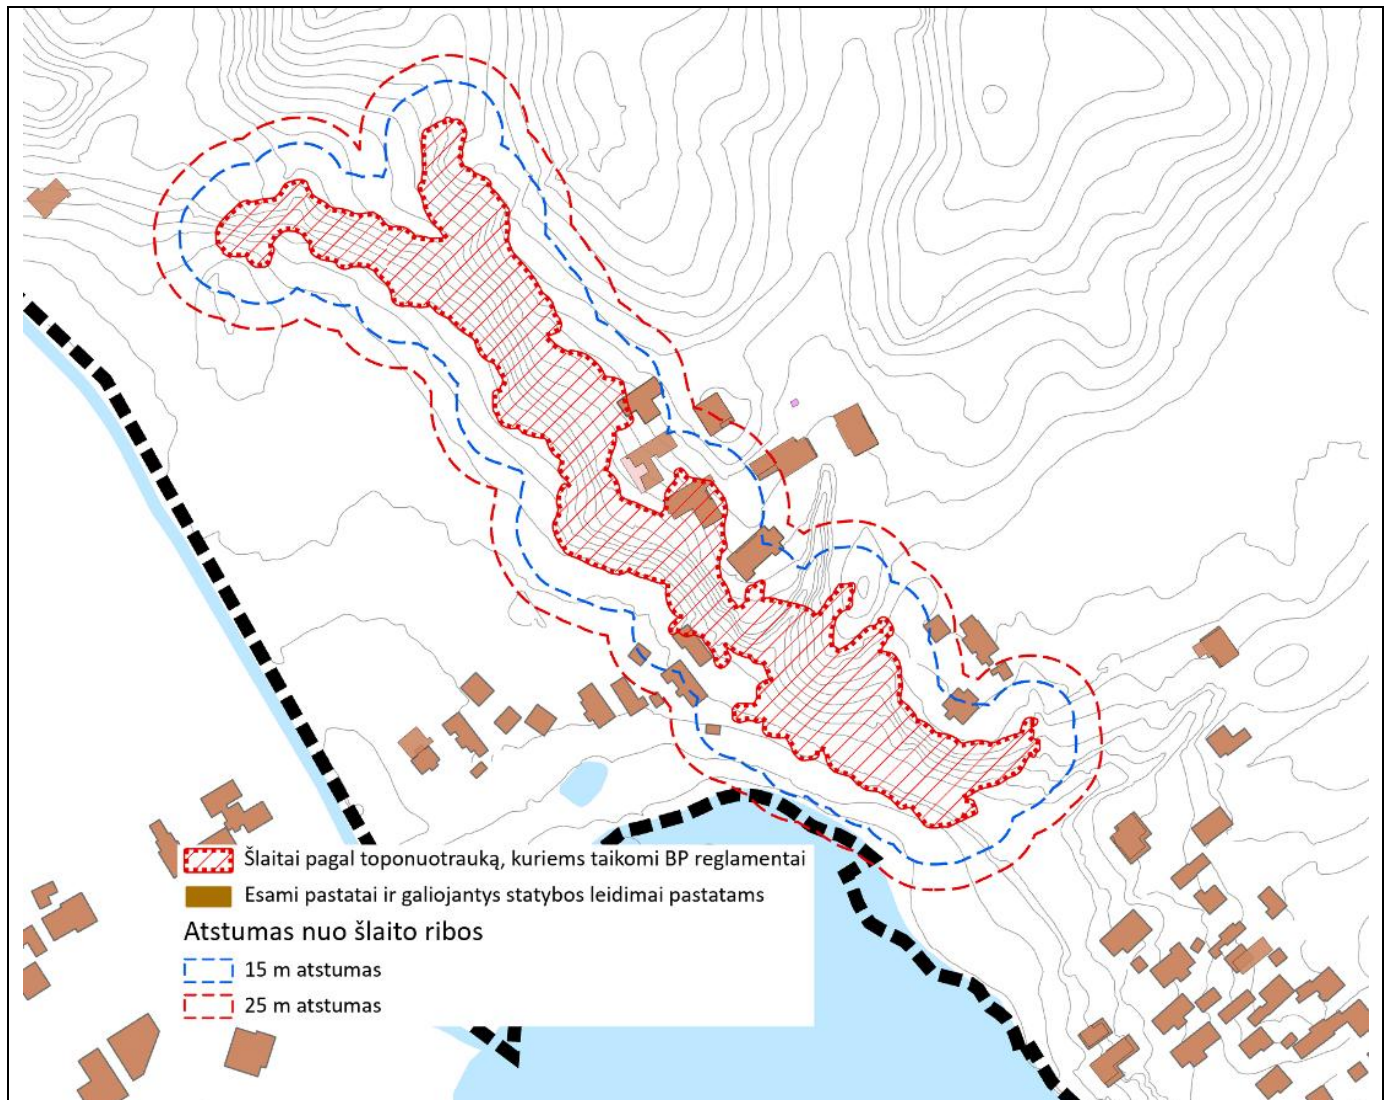 Šlaitai pagal toponuotrauką, kuriems taikomi BP reglamentai
Esami pastatai ir galiojantys statybos leidimai pastatams
Atstumas nuo šlaito ribos
15 m atstumas
25 m atstumas